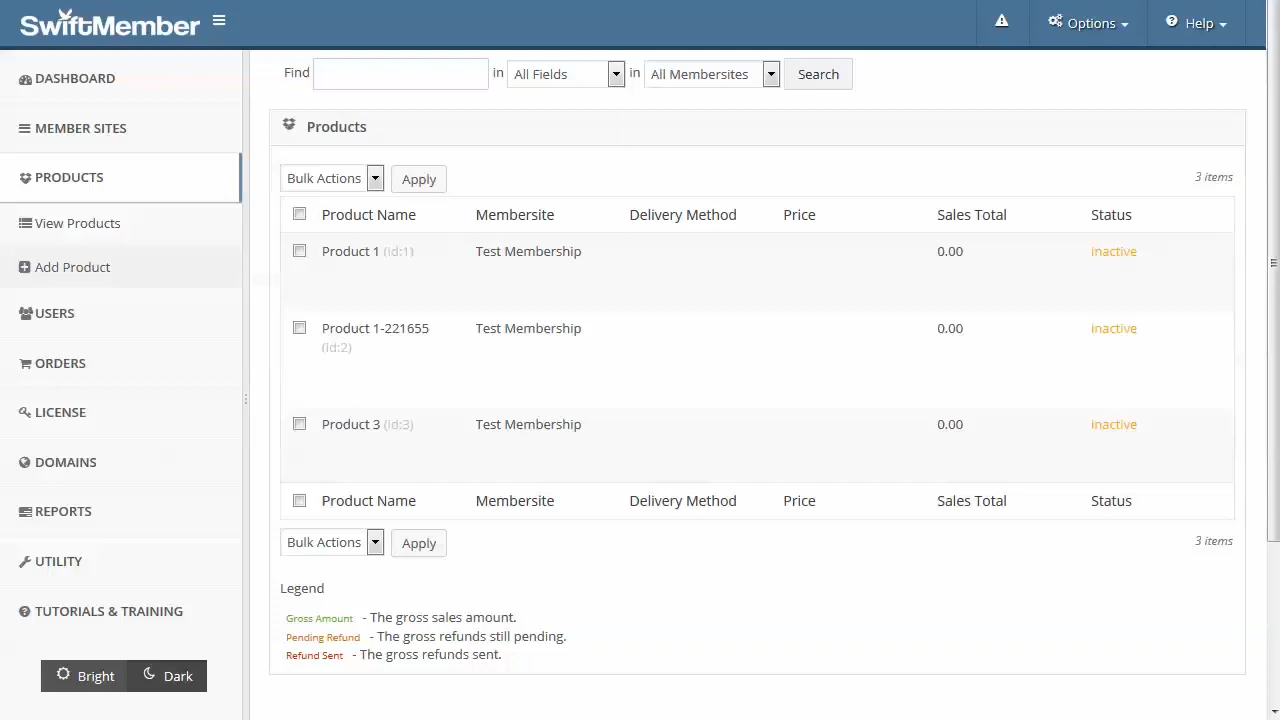 SwiftMember
Options
Help
DASHBOARD
MEMBER SITES
PRODUCTS
View Products
Add Product
USERS
ORDERS
LICENSE
DOMAINS
REPORTS
UTILITY
TUTORIALS & TRAINING
Bright
Dark
Find in All Fields in All Membersites Search
Products
Bulk Actions Apply 3 items
Product Name Membersite Delivery Method Price Sales Total Status
Product 1 (id:1) Test Membership 0.00 inactive
Product 1-221655 Test Membership 0.00 inactive
(id:2)
Product 3 (id:3) Test Membership 0.00 inactive
Product Name Membersite Delivery Method Price Sales Total Status
Bulk Actions Apply 3 items
Legend
Gross Amount - The gross sales amount.
Pending Refund - The gross refunds still pending.
Refund Sent - The gross refunds sent.